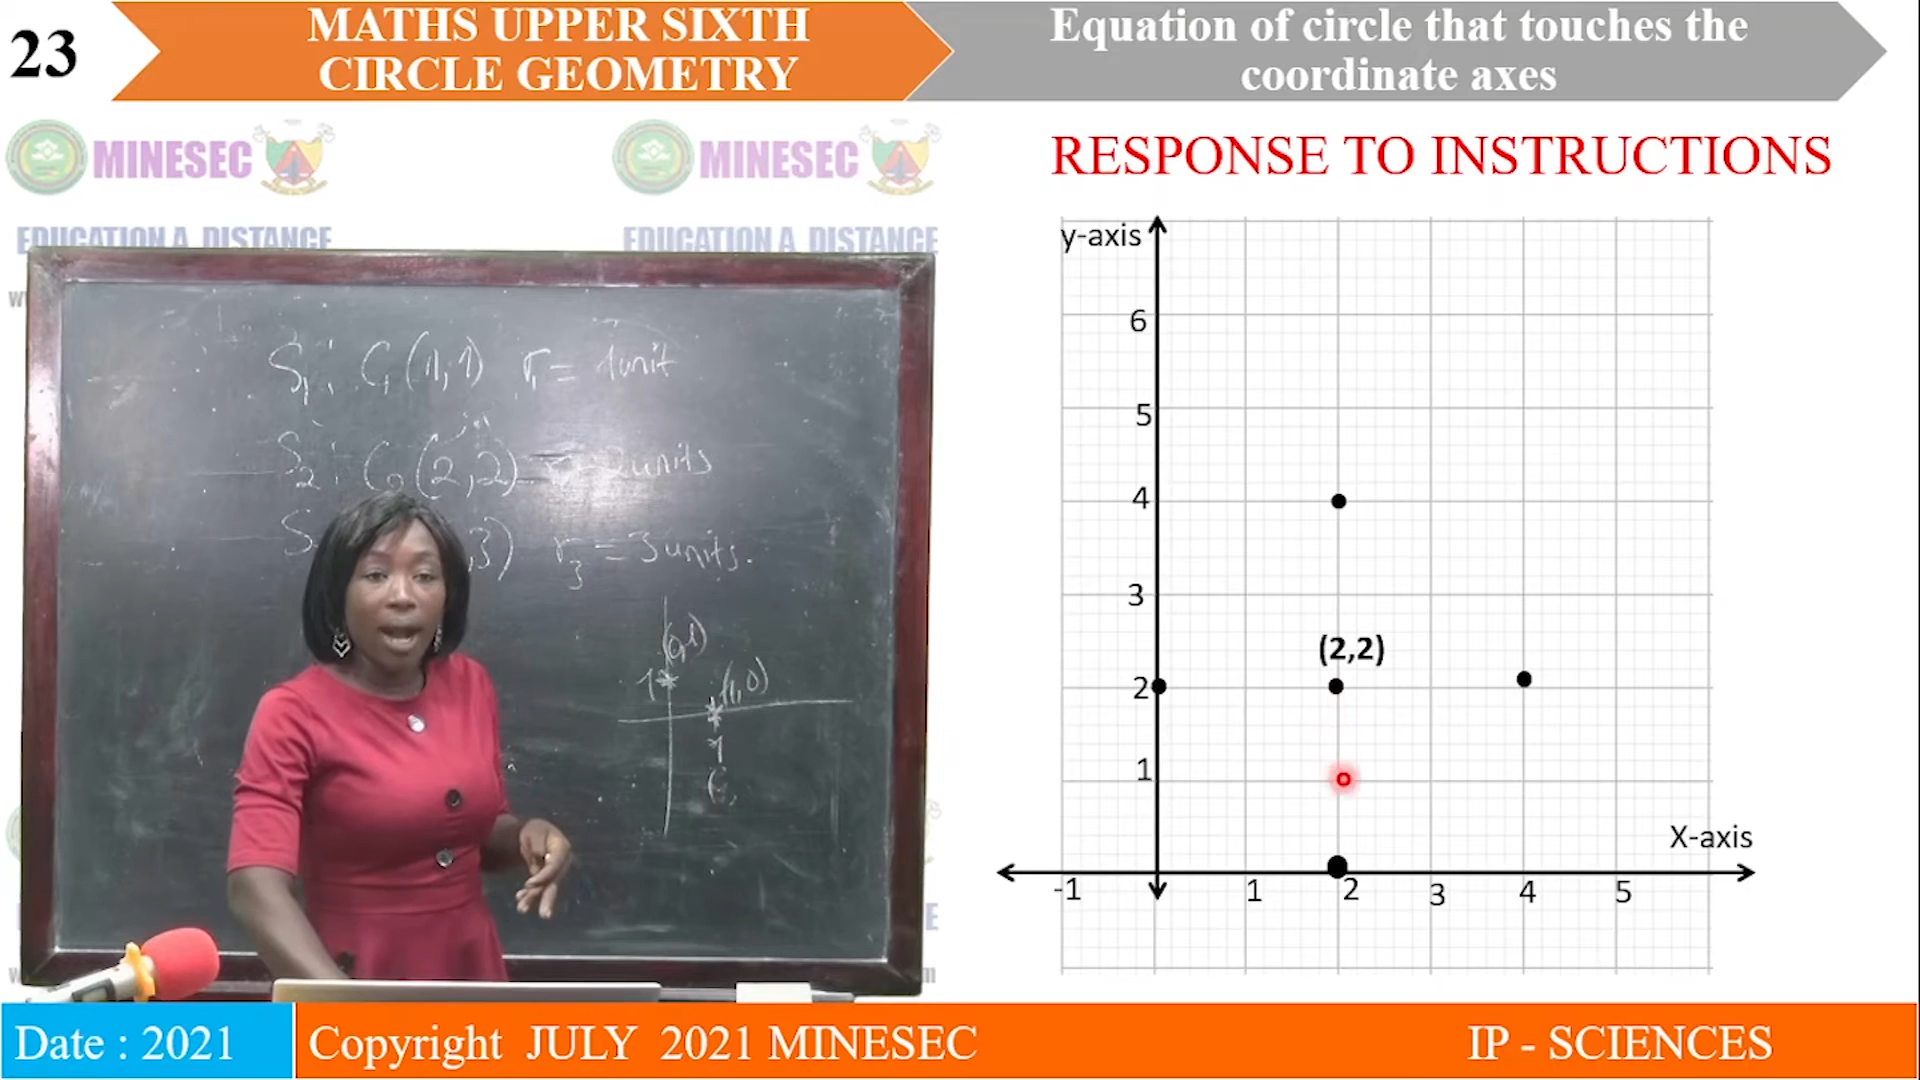 23
MATHS UPPER SIXTH
CIRCLE GEOMETRY
Equation of circle that touches the
coordinate axes
MINESEC
MINESEC
EDUCATION A DISTANCE
EDUCATION A DISTANCE
RESPONSE TO INSTRUCTIONS
S₁: C₁(1,1) r₁ = 1unit
S₂: C₂(2,2) r = 2units
S ,3) r₃ = 3units.
(0,1)
1
(1,0)
1
y-axis
6
5
4
3
(2,2)
2
1
X-axis
-1 1 2 3 4 5
Date : 2021
Copyright JULY 2021 MINESEC
IP - SCIENCES